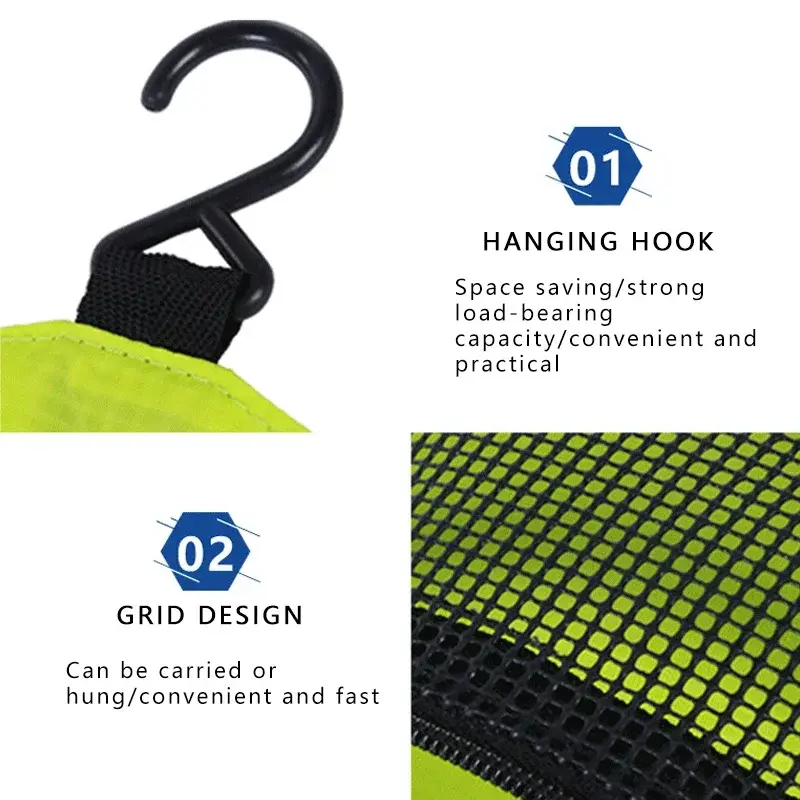 01
HANGING HOOK
Space saving/strong
load-bearing
capacity/convenient and
practical
02
GRID DESIGN
Can be carried or
hung/convenient and fast